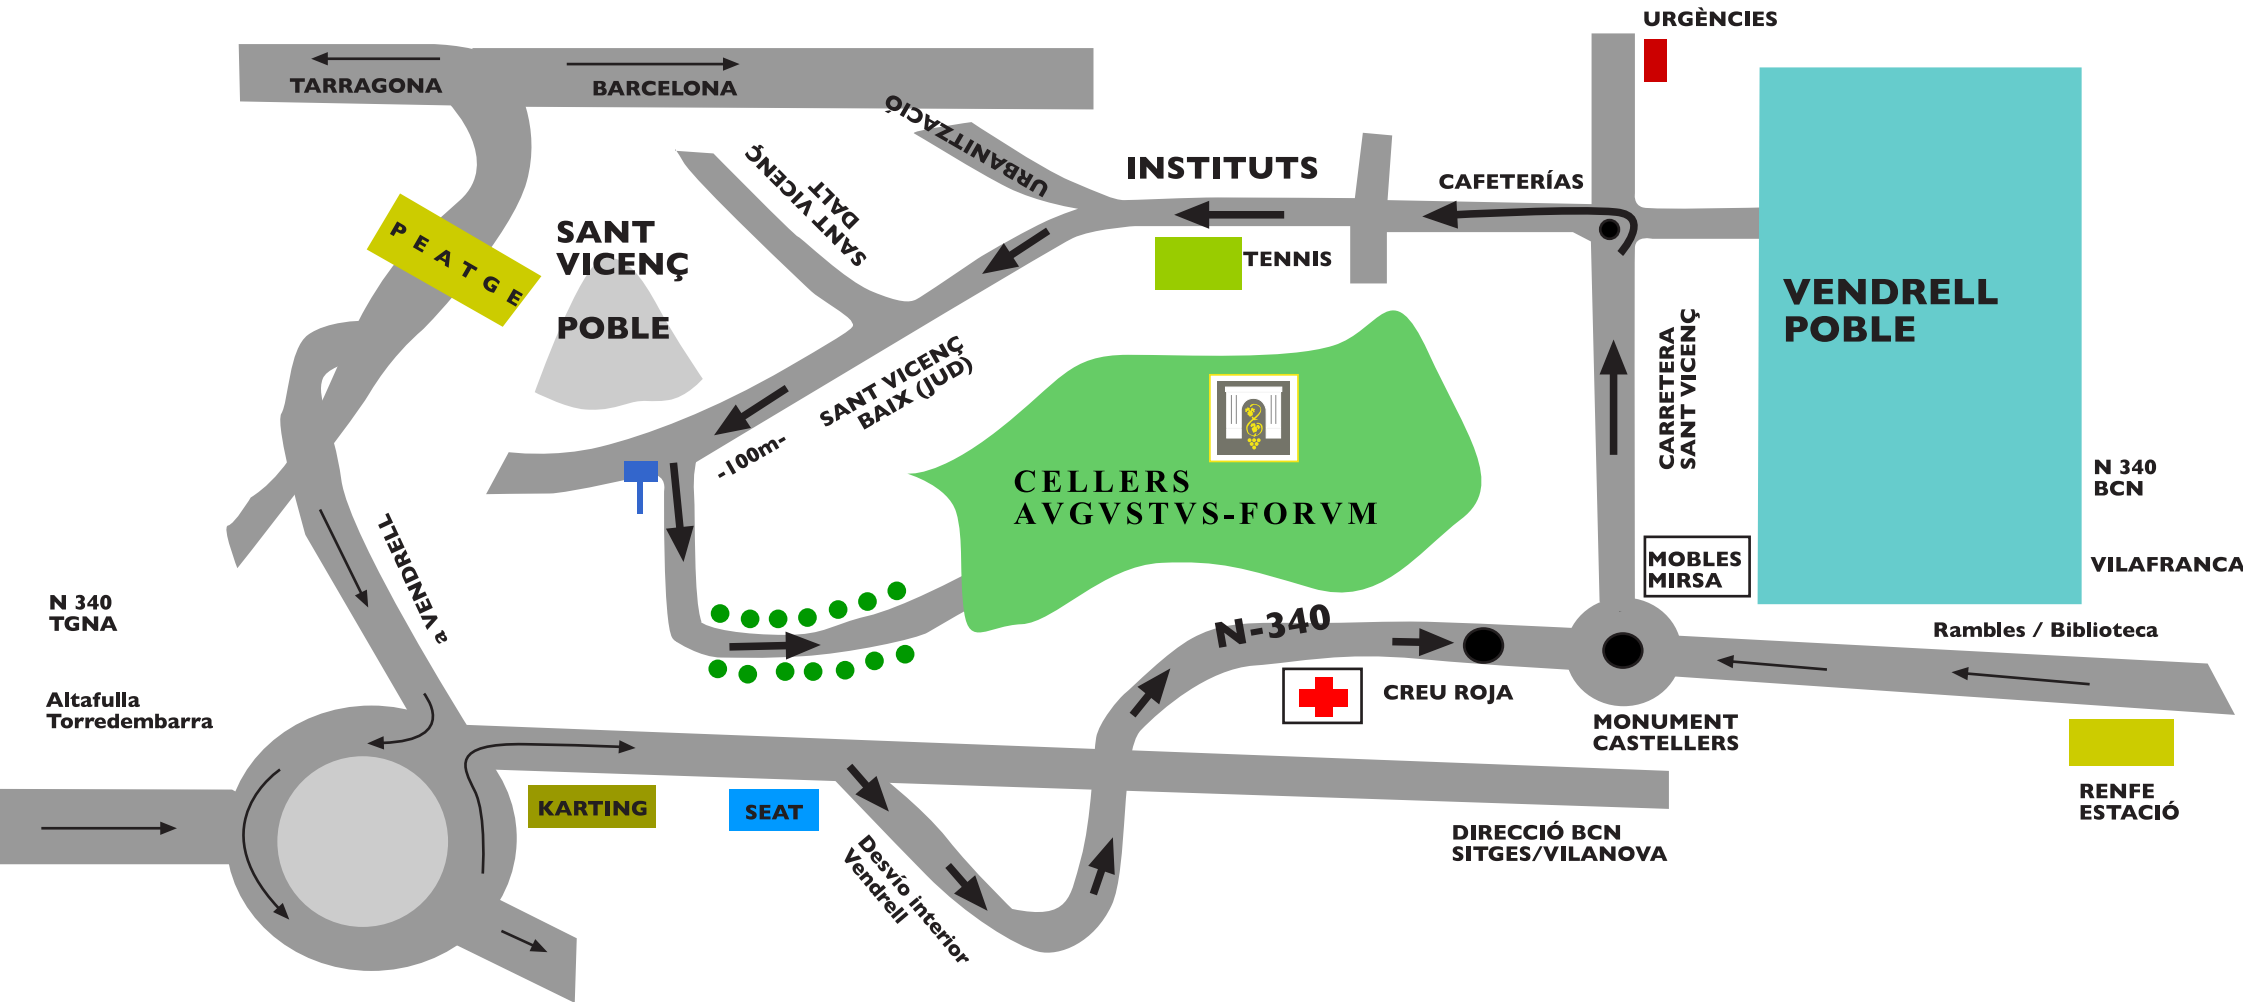 URGÈNCIES
TARRAGONA
BARCELONA
URBANITZACIÓ
SANT VICENÇ
DALT
INSTITUTS
CAFETERÍAS
PEATGE
SANT
VICENÇ
POBLE
TENNIS
VENDRELL
POBLE
SANT VICENÇ
BAIX (JUD)
-100m-
CARRETERA
SANT VICENÇ
CELLERS
AVGVSTVS-FORVM
N 340
BCN
MOBLES
MIRSA
VILAFRANCA
a VENDRELL
N 340
TGNA
N-340
Rambles / Biblioteca
Altafulla
Torredembarra
CREU ROJA
MONUMENT
CASTELLERS
KARTING
SEAT
RENFE
ESTACIÓ
DIRECCIÓ BCN
SITGES/VILANOVA
Desvío interior
Vendrell